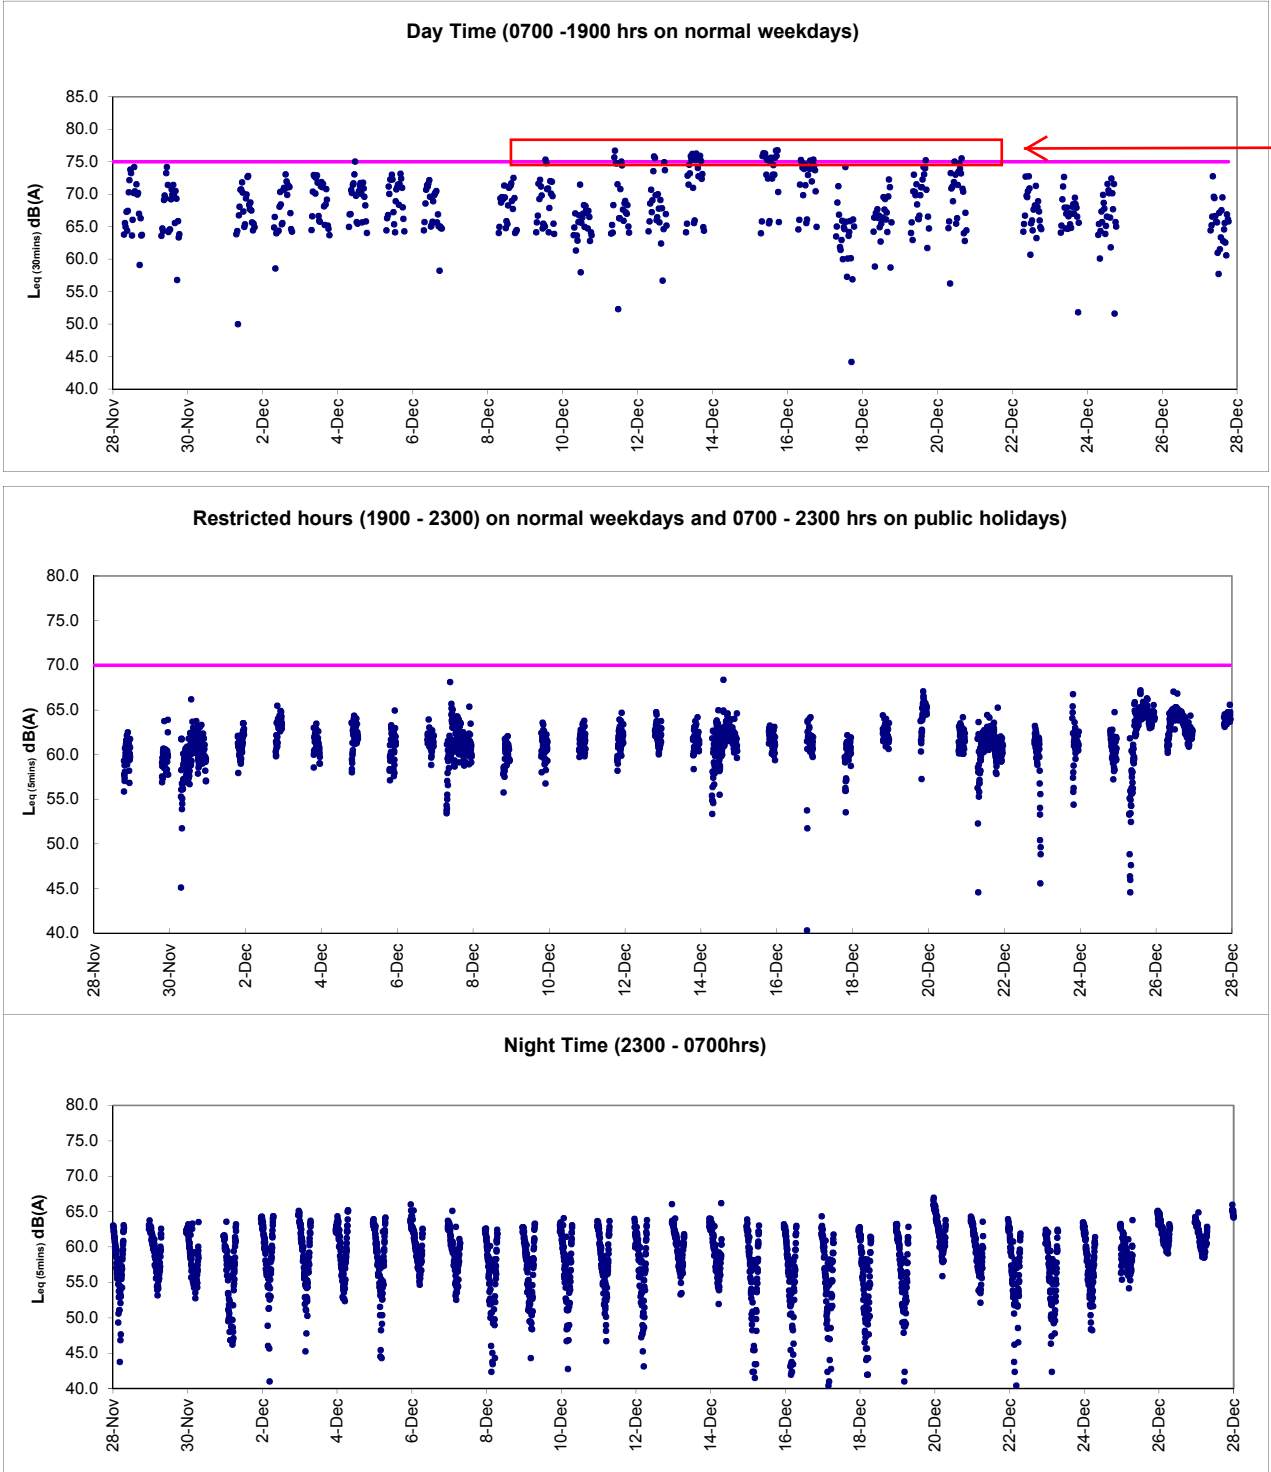 Day Time (0700 -1900 hrs on normal weekdays)
85.0
80.0
75.0
70.0
65.0
60.0
55.0
50.0
45.0
40.0
Leq (30mins) dB(A)
28-Nov
30-Nov
2-Dec
4-Dec
6-Dec
8-Dec
10-Dec
12-Dec
14-Dec
16-Dec
18-Dec
20-Dec
22-Dec
24-Dec
26-Dec
28-Dec
Restricted hours (1900 - 2300) on normal weekdays and 0700 - 2300 hrs on public holidays)
80.0
75.0
70.0
65.0
60.0
55.0
50.0
45.0
40.0
Leq (5mins) dB(A)
28-Nov
30-Nov
2-Dec
4-Dec
6-Dec
8-Dec
10-Dec
12-Dec
14-Dec
16-Dec
18-Dec
20-Dec
22-Dec
24-Dec
26-Dec
28-Dec
Night Time (2300 - 0700hrs)
80.0
75.0
70.0
65.0
60.0
55.0
50.0
45.0
40.0
Leq (5mins) dB(A)
28-Nov
30-Nov
2-Dec
4-Dec
6-Dec
8-Dec
10-Dec
12-Dec
14-Dec
16-Dec
18-Dec
20-Dec
22-Dec
24-Dec
26-Dec
28-Dec